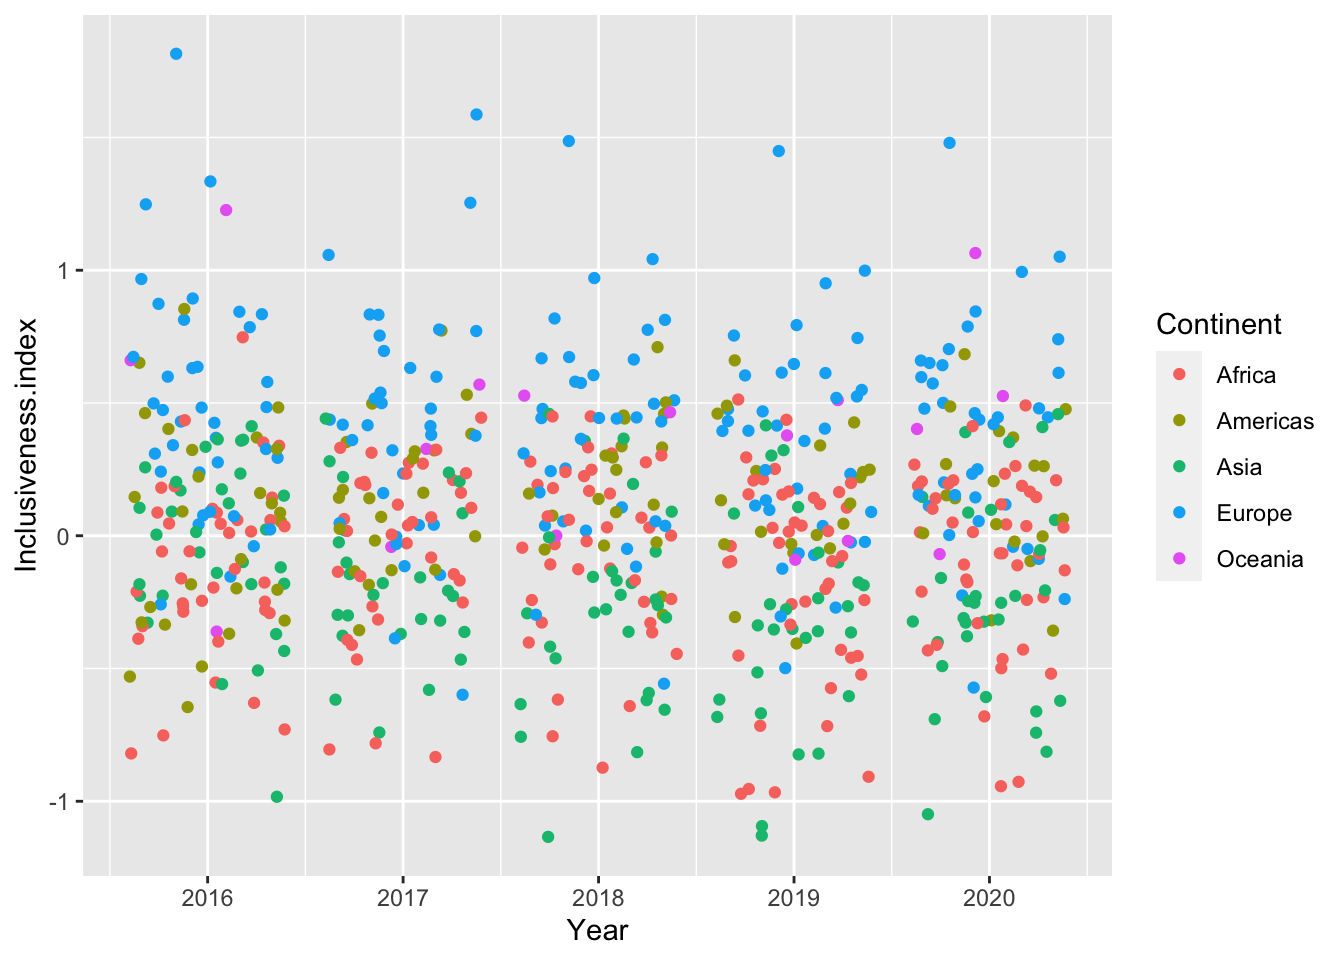 1
0
-1
Inclusiveness.index
2016
2017
2018
2019
2020
Year
Continent
Africa
Americas
Asia
Europe
Oceania